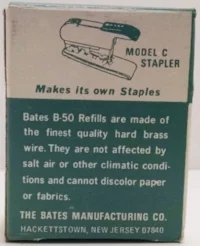 MODEL C
STAPLER
Makes its own Staples
Bates B-50 Refills are made of
the finest quality hard brass
wire. They are not affected by
salt air or other climatic condi-
tions and cannot discolor paper
or fabrics.
THE BATES MANUFACTURING CO.
HACKETTSTOWN, NEW JERSEY 07840